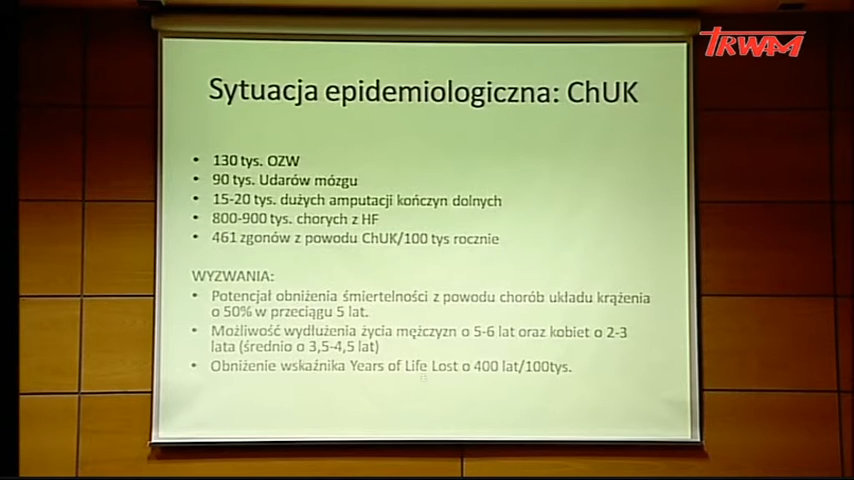 TRWAM
Sytuacja epidemiologiczna: ChUK
• 130 tys. OZW
• 90 tys. Udarów mózgu
• 15-20 tys. dużych amputacji kończyn dolnych
• 800-900 tys. chorych z HF
• 461 zgonów z powodu ChUK/100 tys rocznie
WYZWANIA:
• Potencjał obniżenia śmiertelności z powodu chorób układu krążenia
o 50% w przeciągu 5 lat.
• Możliwość wydłużenia życia mężczyzn o 5-6 lat oraz kobiet o 2-3
lata (średnio o 3,5-4,5 lat)
• Obniżenie wskaźnika Years of Life Lost o 400 lat/100tys.